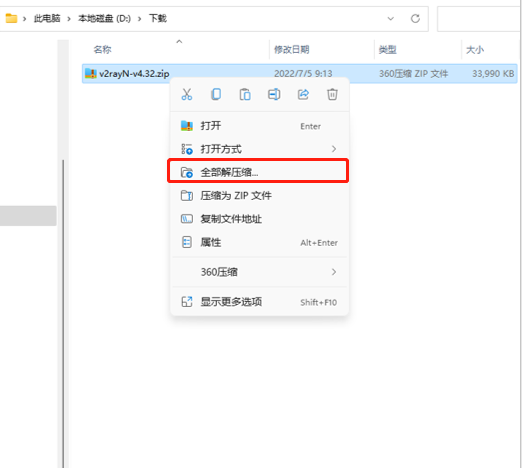 此电脑 › 本地磁盘 (D:) › 下载 ›
名称 修改日期 类型 大小
v2rayN-v4.32.zip 2022/7/5 9:13 360压缩 ZIP 文件 33,990 KB
打开 Enter
打开方式
全部解压缩...
压缩为 ZIP 文件
复制文件地址
属性 Alt+Enter
360压缩
显示更多选项 Shift+F10